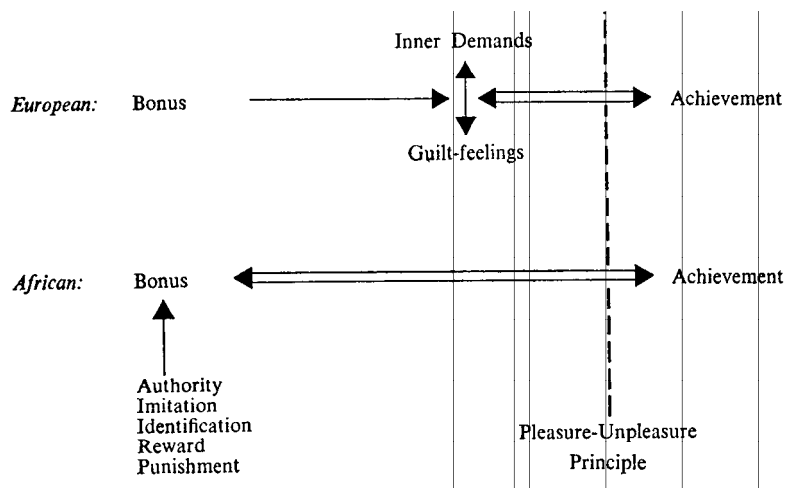 Inner Demands
European: Bonus Achievement
Guilt-feelings
African: Bonus Achievement
Authority
Imitation
Identification
Reward
Punishment
Pleasure-Unpleasure
Principle